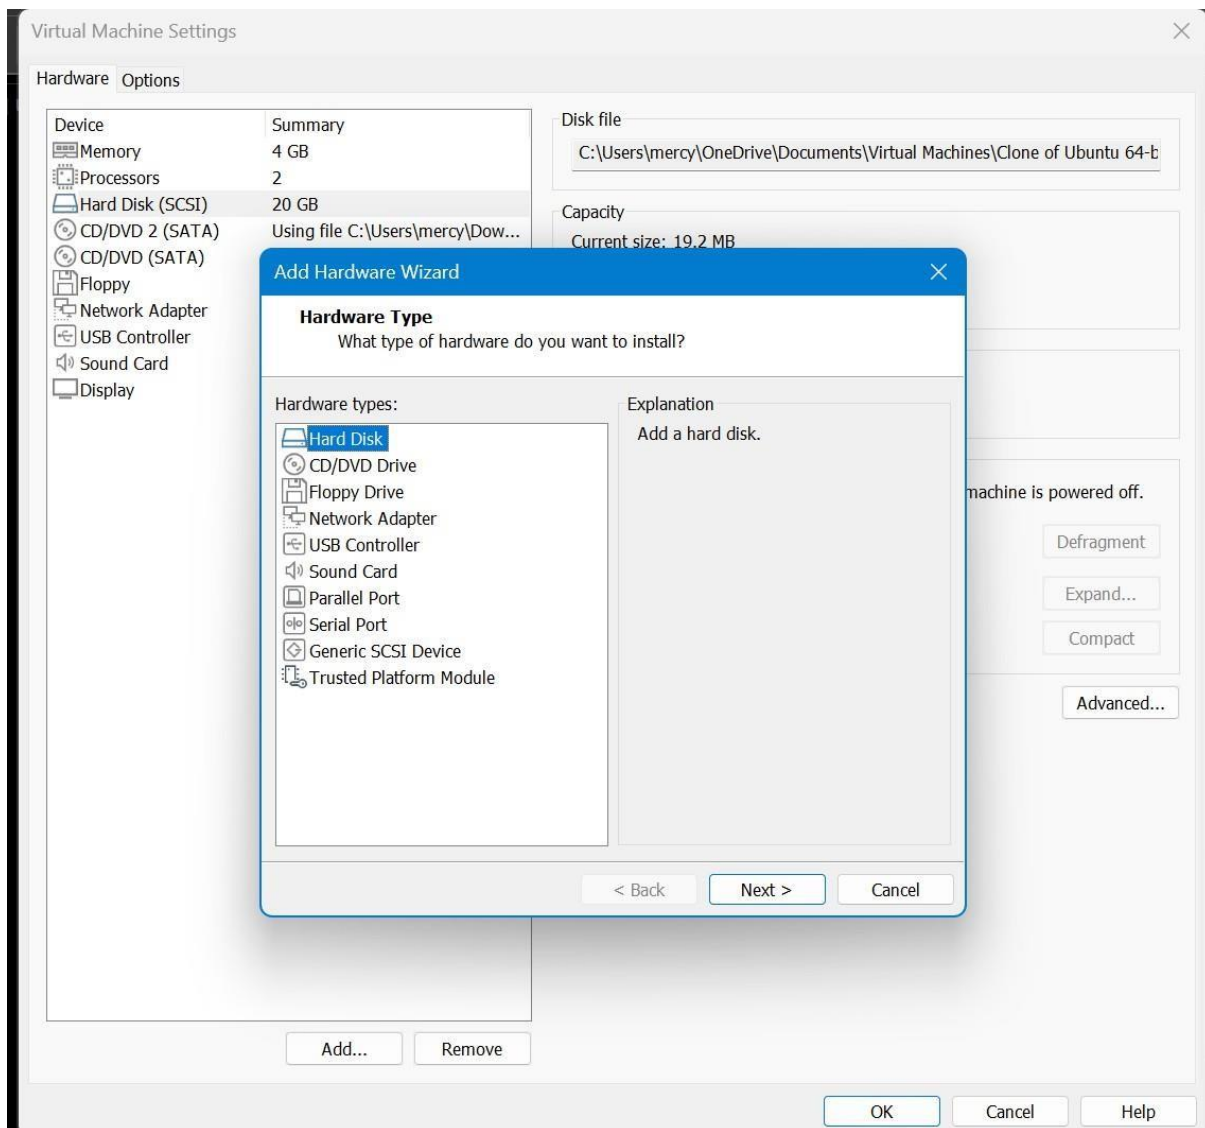 Virtual Machine Settings
Hardware Options
Device Summary
Memory 4 GB
Processors 2
Hard Disk (SCSI) 20 GB
CD/DVD 2 (SATA) Using file C:\Users\mercy\Dow...
CD/DVD (SATA)
Floppy
Network Adapter
USB Controller
Sound Card
Display
Add... Remove
Disk file
C:\Users\mercy\OneDrive\Documents\Virtual Machines\Clone of Ubuntu 64-b
Capacity
Current size: 19.2 MB
machine is powered off.
Defragment
Expand...
Compact
Advanced...
Add Hardware Wizard
Hardware Type
What type of hardware do you want to install?
Hardware types:
Hard Disk
CD/DVD Drive
Floppy Drive
Network Adapter
USB Controller
Sound Card
Parallel Port
Serial Port
Generic SCSI Device
Trusted Platform Module
Explanation
Add a hard disk.
< Back Next > Cancel
OK Cancel Help